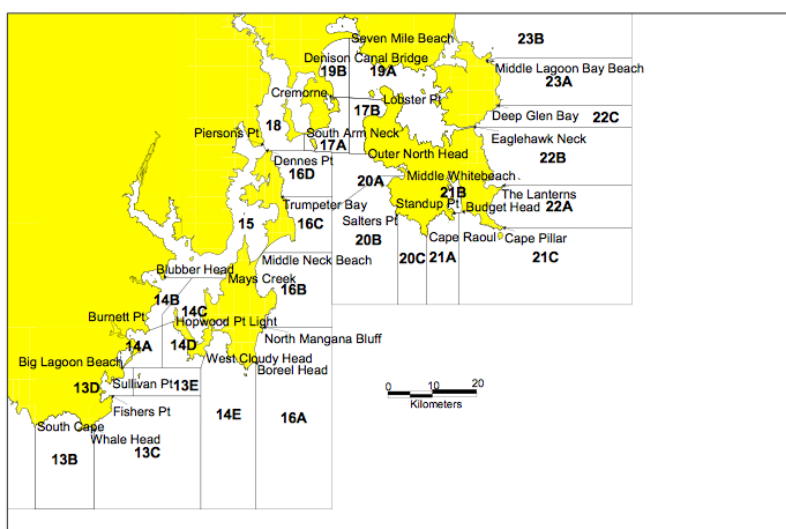 23B
Seven Mile Beach
Denison Canal Bridge
19B
19A
Middle Lagoon Bay Beach
23A
Cremorne
Lobster Pt
17B
Deep Glen Bay
22C
18
Piersons Pt
South Arm Neck
17A
Eaglehawk Neck
Dennes Pt
Outer North Head
22B
16D
20A
Middle Whitebeach
21B
The Lanterns
Trumpeter Bay
Standup Pt
Budget Head
22A
15
16C
Salters Pt
20B
Cape Raoul
Cape Pillar
20C
21A
21C
Middle Neck Beach
Blubber Head
Mays Creek
16B
14B
14C
Burnett Pt
Hopwood Pt Light
North Mangana Bluff
14A
14D
Big Lagoon Beach
West Cloudy Head
Boreel Head
13D
Sullivan Pt
13E
0 10 20
Kilometers
Fishers Pt
14E
16A
South Cape
Whale Head
13B
13C